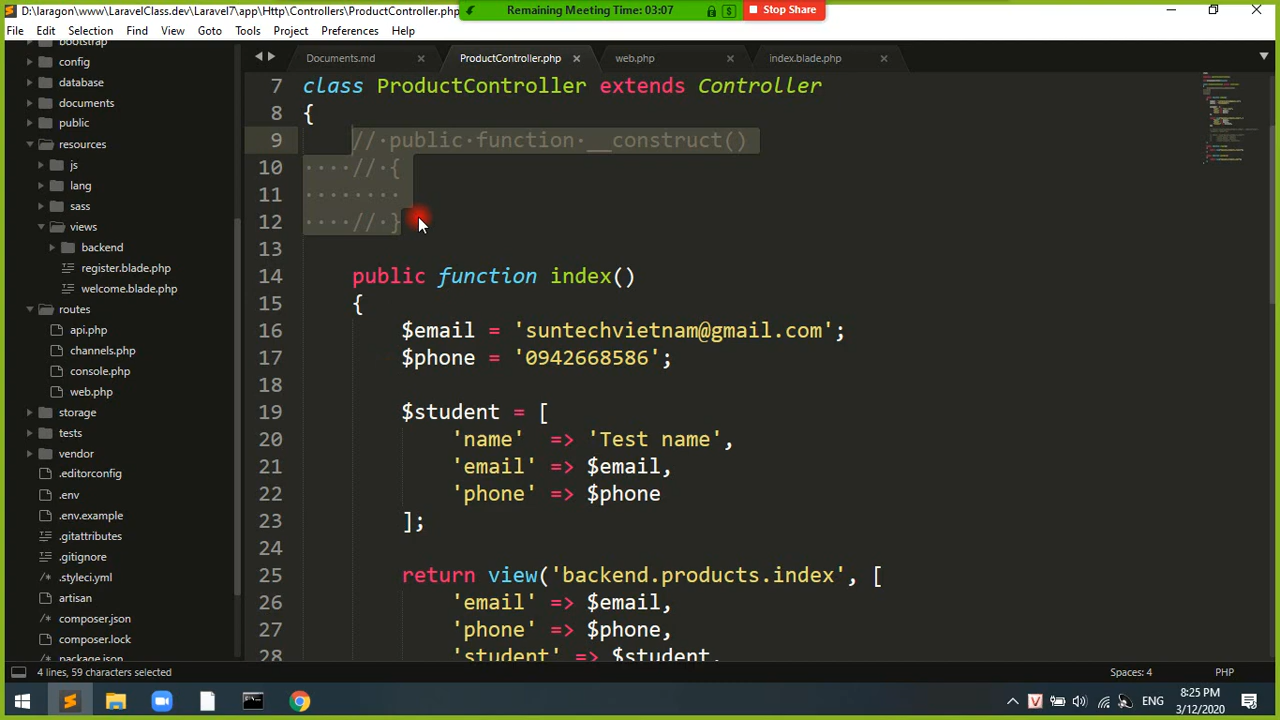 D:\laragon\www\LaravelClass.dev\Laravel7\app\Http\Controllers\ProductController.php
Remaining Meeting Time: 03:07
Stop Share
File Edit Selection Find View Goto Tools Project Preferences Help
bootstrap
config
database
documents
public
resources
js
lang
sass
views
backend
register.blade.php
welcome.blade.php
routes
api.php
channels.php
console.php
web.php
storage
tests
vendor
.editorconfig
.env
.env.example
.gitattributes
.gitignore
.styleci.yml
artisan
composer.json
composer.lock
package.json
Documents.md
ProductController.php
web.php
index.blade.php
7 class ProductController extends Controller
8 {
9 // public function __construct()
10 // {
11
12 // }
13
14 public function index()
15 {
16 $email = 'suntechvietnam@gmail.com';
17 $phone = '0942668586';
18
19 $student = [
20 'name' => 'Test name',
21 'email' => $email,
22 'phone' => $phone
23 ];
24
25 return view('backend.products.index', [
26 'email' => $email,
27 'phone' => $phone,
28 'student' => $student,
4 lines, 59 characters selected
Spaces: 4
PHP
ENG
8:25 PM
3/12/2020